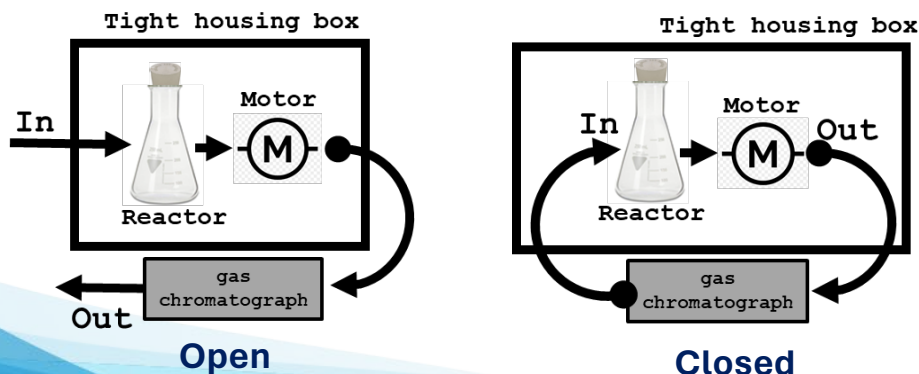 Tight housing box
In
Motor
M
Reactor
gas
chromatograph
Out
Open
Tight housing box
In
Motor
Out
M
Reactor
gas
chromatograph
Closed